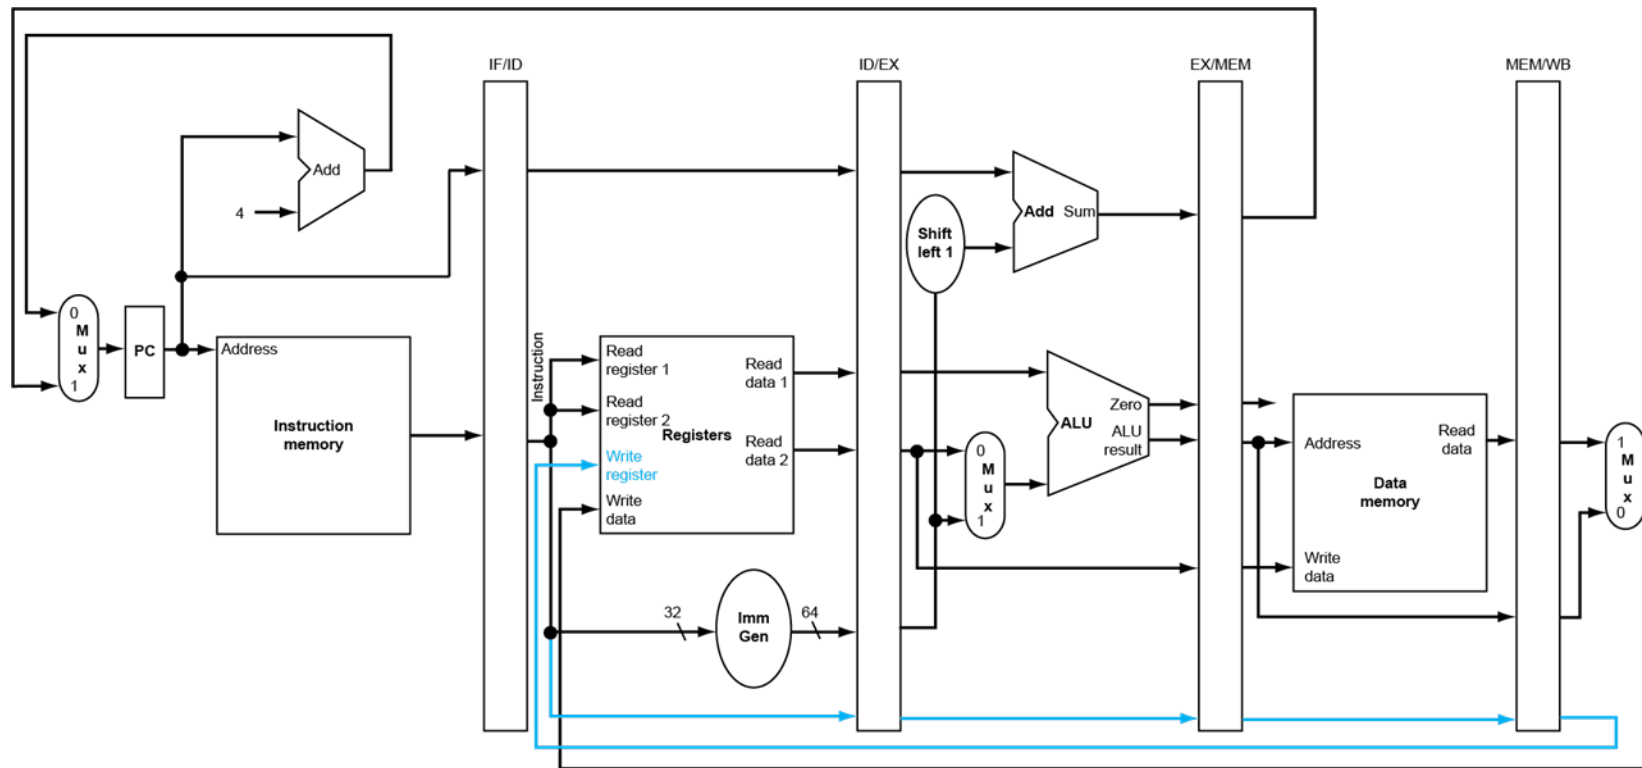 IF/ID
ID/EX
EX/MEM
MEM/WB
Add
4
Shift
left 1
Add Sum
0
M
u
x
1
PC
Address
Instruction
memory
Instruction
Read
register 1
Read
register 2
Write
register
Write
data
Registers
Read
data 1
Read
data 2
0
M
u
x
1
Zero
ALU
ALU
result
Address
Read
data
Data
memory
Write
data
1
M
u
x
0
32
Imm
Gen
64